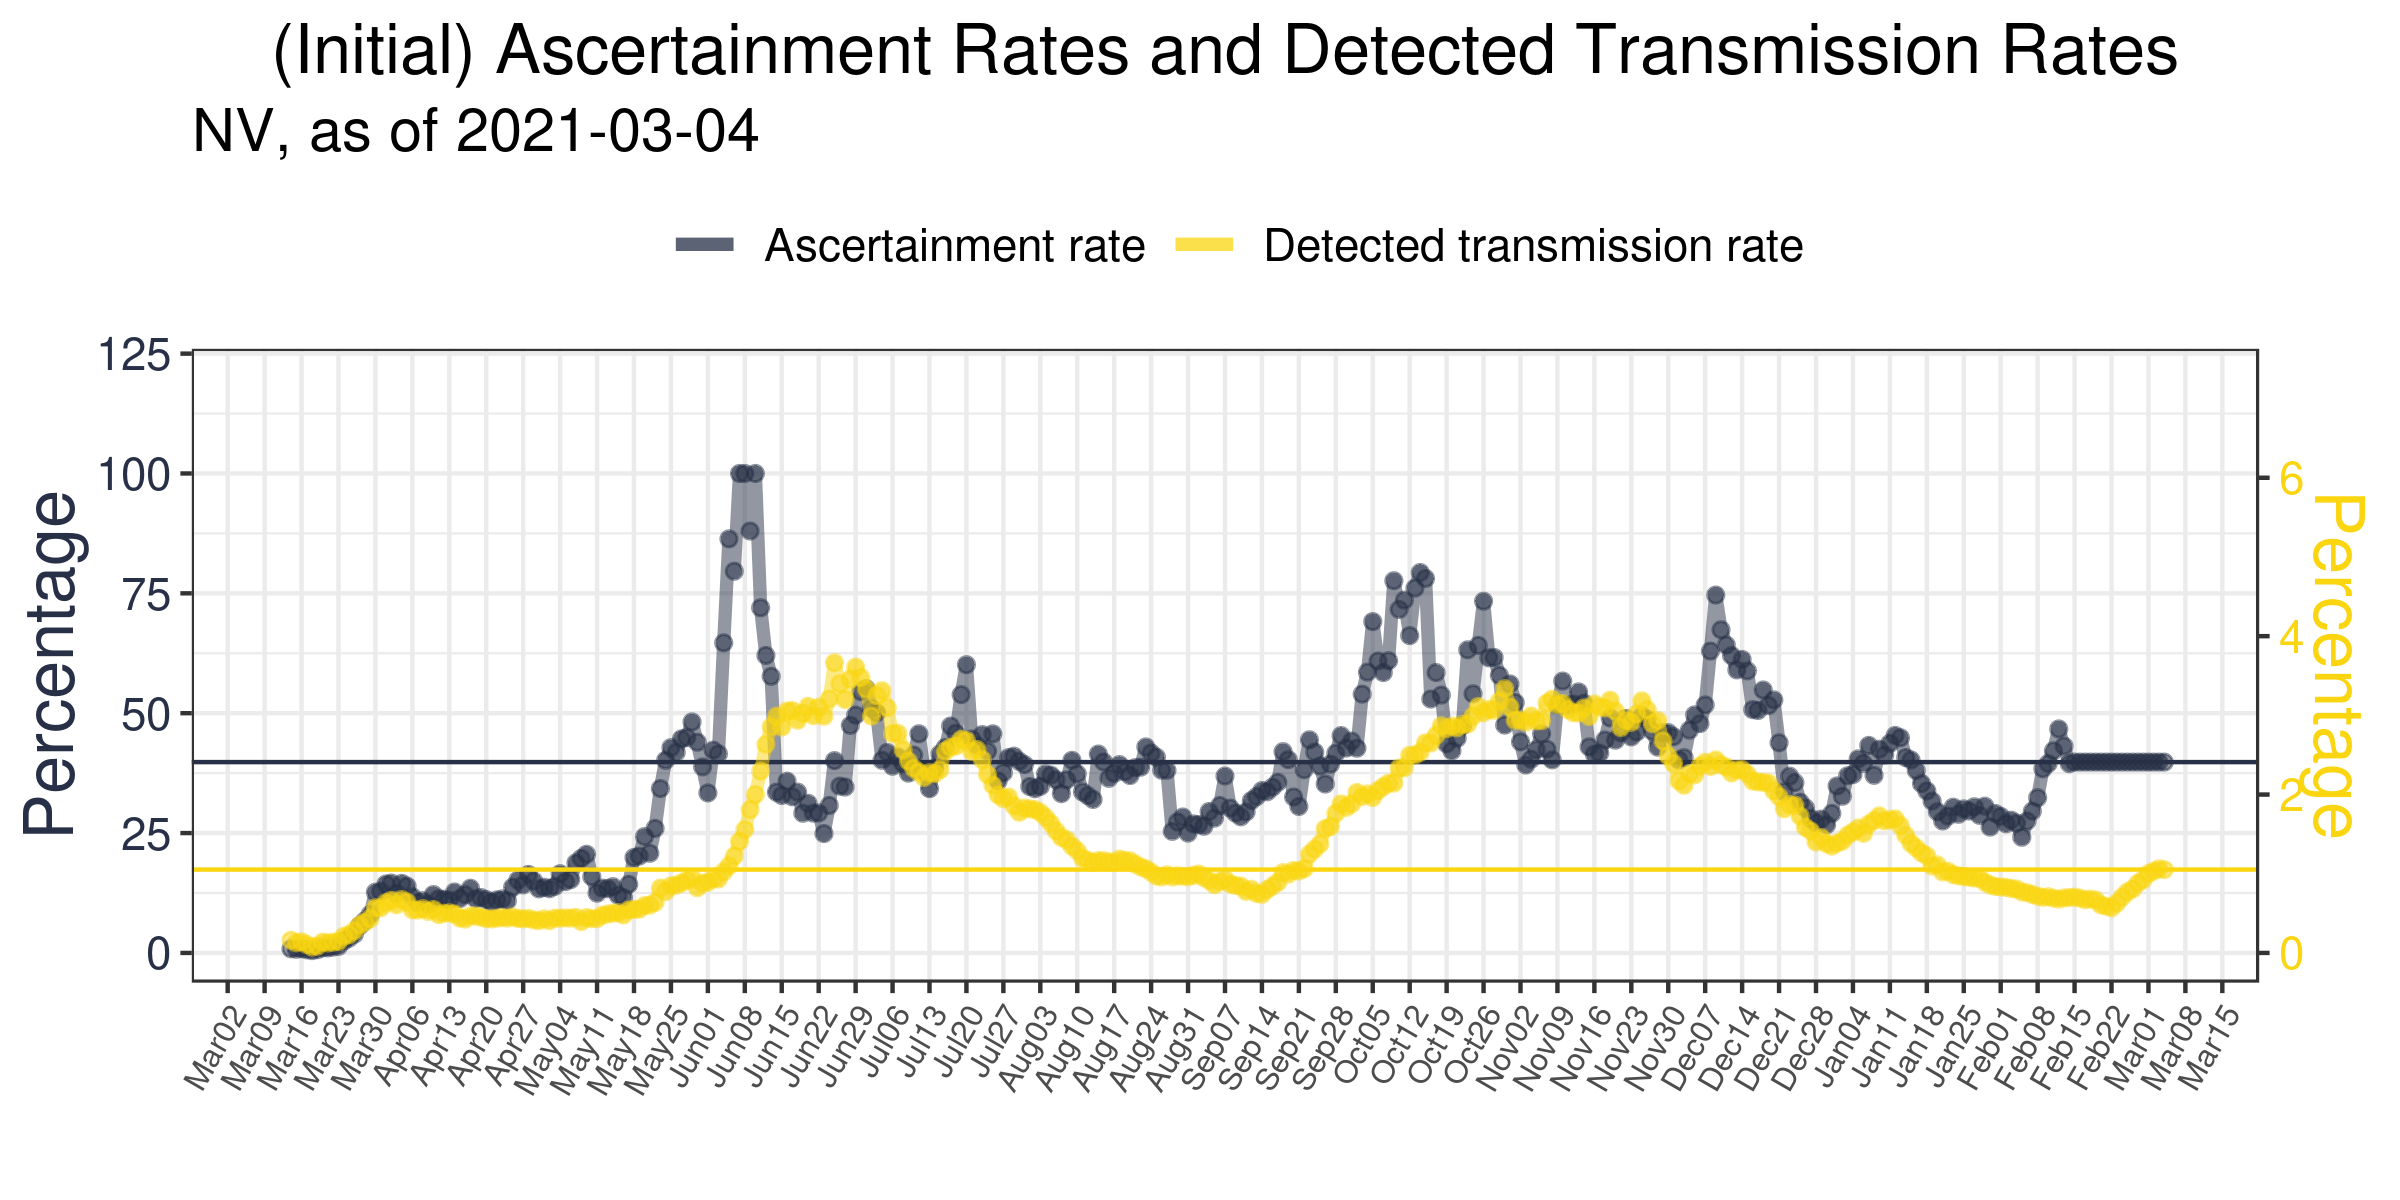 (Initial) Ascertainment Rates and Detected Transmission Rates
NV, as of 2021-03-04
Ascertainment rate
Detected transmission rate
Percentage
125
100
75
50
25
0
6
4
2
0
Percentage
Mar02
Mar09
Mar16
Mar23
Mar30
Apr06
Apr13
Apr20
Apr27
May04
May11
May18
May25
Jun01
Jun08
Jun15
Jun22
Jun29
Jul06
Jul13
Jul20
Jul27
Aug03
Aug10
Aug17
Aug24
Aug31
Sep07
Sep14
Sep21
Sep28
Oct05
Oct12
Oct19
Oct26
Nov02
Nov09
Nov16
Nov23
Nov30
Dec07
Dec14
Dec21
Dec28
Jan04
Jan11
Jan18
Jan25
Feb01
Feb08
Feb15
Feb22
Mar01
Mar08
Mar15